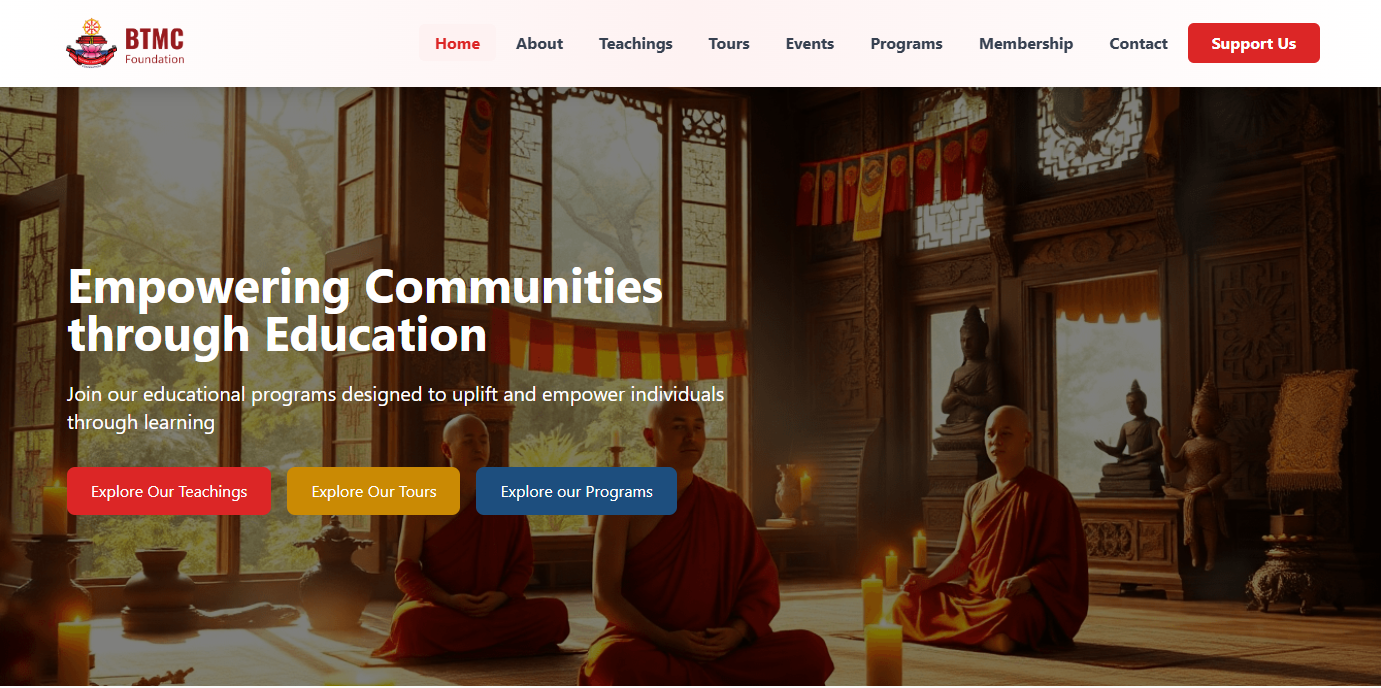 BTMC
Foundation
Home
About
Teachings
Tours
Events
Programs
Membership
Contact
Support Us
Empowering Communities
through Education
Join our educational programs designed to uplift and empower individuals
through learning
Explore Our Teachings
Explore Our Tours
Explore our Programs